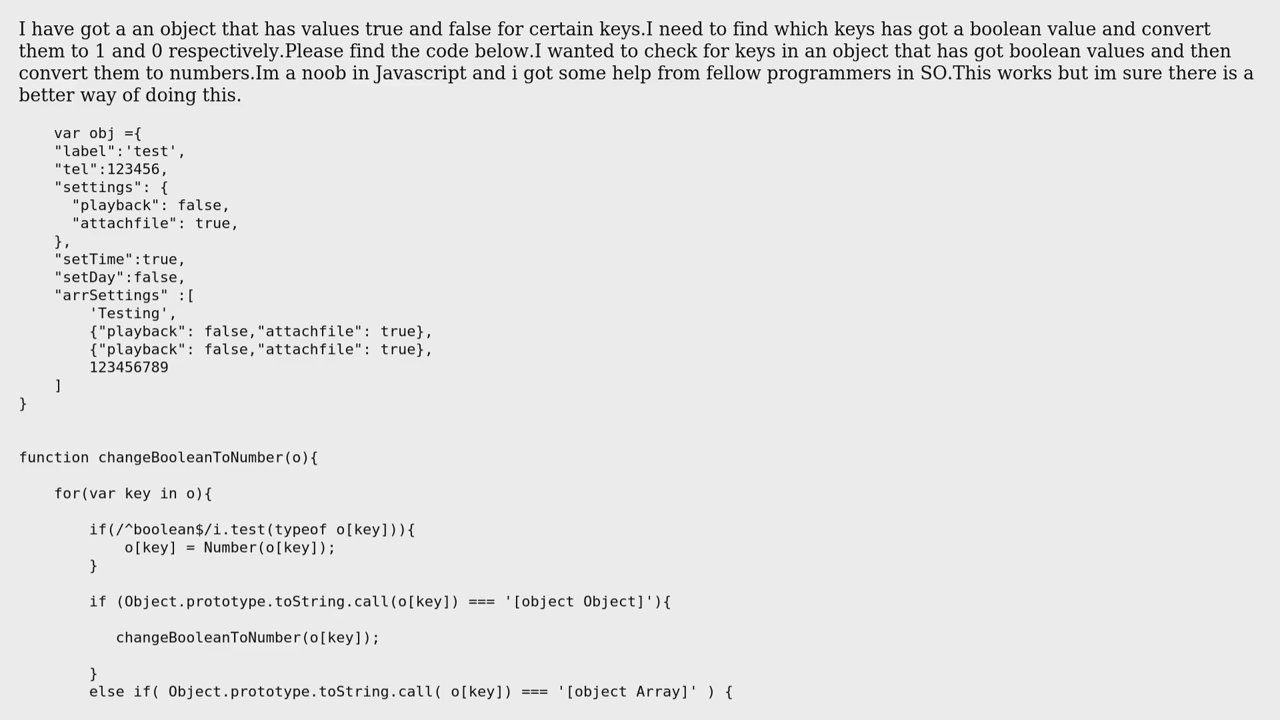 I have got a an object that has values true and false for certain keys.I need to find which keys has got a boolean value and convert
them to 1 and 0 respectively.Please find the code below.I wanted to check for keys in an object that has got boolean values and then
convert them to numbers.Im a noob in Javascript and i got some help from fellow programmers in SO.This works but im sure there is a
better way of doing this.
    var obj ={
    "label":'test',
    "tel":123456,
    "settings": {
      "playback": false,
      "attachfile": true,
    },
    "setTime":true,
    "setDay":false,
    "arrSettings" :[
        'Testing',
        {"playback": false,"attachfile": true},
        {"playback": false,"attachfile": true},
        123456789
    ]
}
function changeBooleanToNumber(o){
    for(var key in o){
        if(/^boolean$/i.test(typeof o[key])){
            o[key] = Number(o[key]);
        }
        if (Object.prototype.toString.call(o[key]) === '[object Object]'){
           changeBooleanToNumber(o[key]);
        }
        else if( Object.prototype.toString.call( o[key]) === '[object Array]' ) {